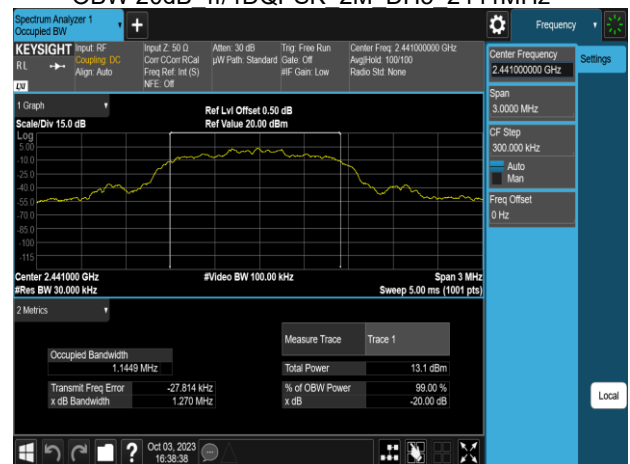 OBW 20dB π/4DQPSK 2M DH5 2441MHz
Spectrum Analyzer 1
Occupied BW
Frequency
KEYSIGHT
RL
LXI
Input: RF
Coupling: DC
Align: Auto
Input Z: 50 Ω
Corr CCorr RCal
Freq Ref: Int (S)
NFE: Off
Atten: 30 dB
µW Path: Standard
Trig: Free Run
Gate: Off
#IF Gain: Low
Center Freq: 2.441000000 GHz
Avg|Hold: 100/100
Radio Std: None
1 Graph
Scale/Div 15.0 dB
Ref Lvl Offset 0.50 dB
Ref Value 20.00 dBm
Log
5.00
-10.0
-25.0
-40.0
-55.0
-70.0
-85.0
-100
-115
Center 2.441000 GHz
#Res BW 30.000 kHz
#Video BW 100.00 kHz
Span 3 MHz
Sweep 5.00 ms (1001 pts)
2 Metrics
Measure Trace Trace 1
Occupied Bandwidth
1.1449 MHz
Total Power 13.1 dBm
Transmit Freq Error -27.814 kHz
% of OBW Power 99.00 %
x dB Bandwidth 1.270 MHz
x dB -20.00 dB
Center Frequency
2.441000000 GHz
Settings
Span
3.0000 MHz
CF Step
300.000 kHz
Auto
Man
Freq Offset
0 Hz
Local
Oct 03, 2023
16:38:38